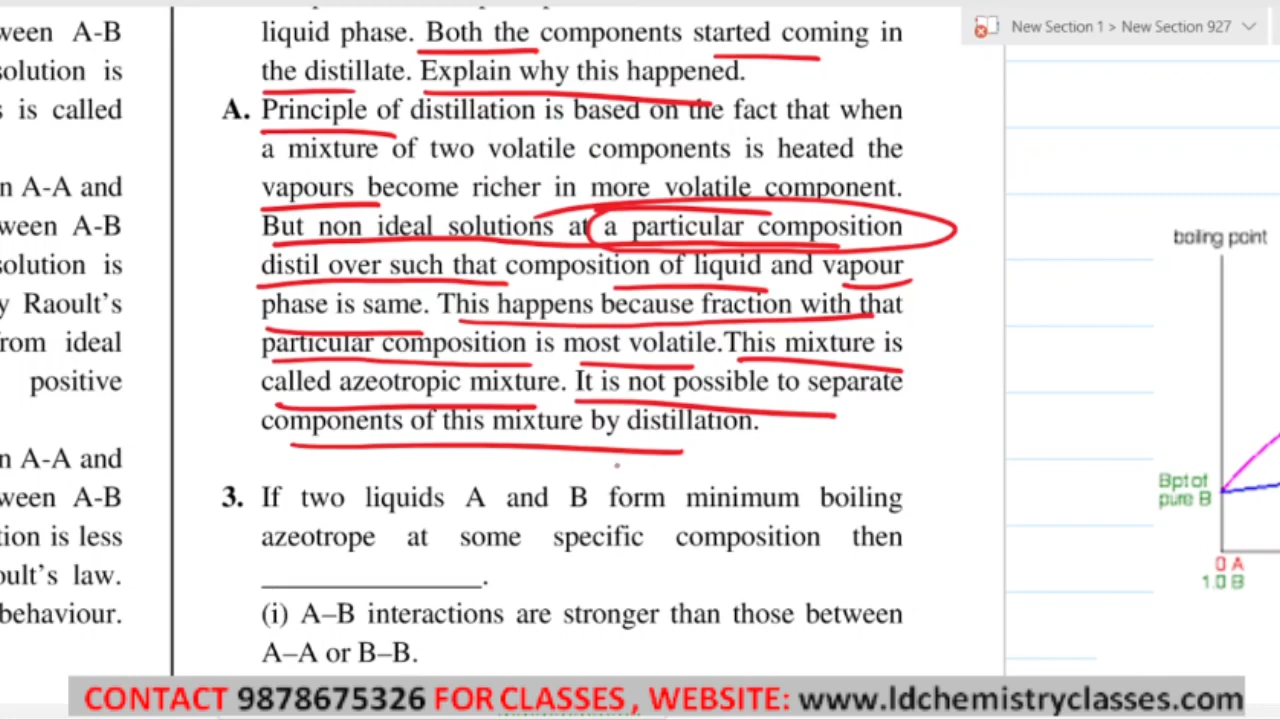 ween A-B
solution is
s is called
n A-A and
ween A-B
solution is
y Raoult's
rom ideal
positive
n A-A and
ween A-B
tion is less
oult's law.
behaviour.
liquid phase. Both the components started coming in
the distillate. Explain why this happened.
A. Principle of distillation is based on the fact that when
a mixture of two volatile components is heated the
vapours become richer in more volatile component.
But non ideal solutions at a particular composition
distil over such that composition of liquid and vapour
phase is same. This happens because fraction with that
particular composition is most volatile.This mixture is
called azeotropic mixture. It is not possible to separate
components of this mixture by distillation.
3. If two liquids A and B form minimum boiling
azeotrope at some specific composition then
_______________.
(i) A–B interactions are stronger than those between
A–A or B–B.
New Section 1 > New Section 927
boiling point
B pt of
pure B
0 A
1.0 B
CONTACT 9878675326 FOR CLASSES , WEBSITE: www.ldchemistryclasses.com